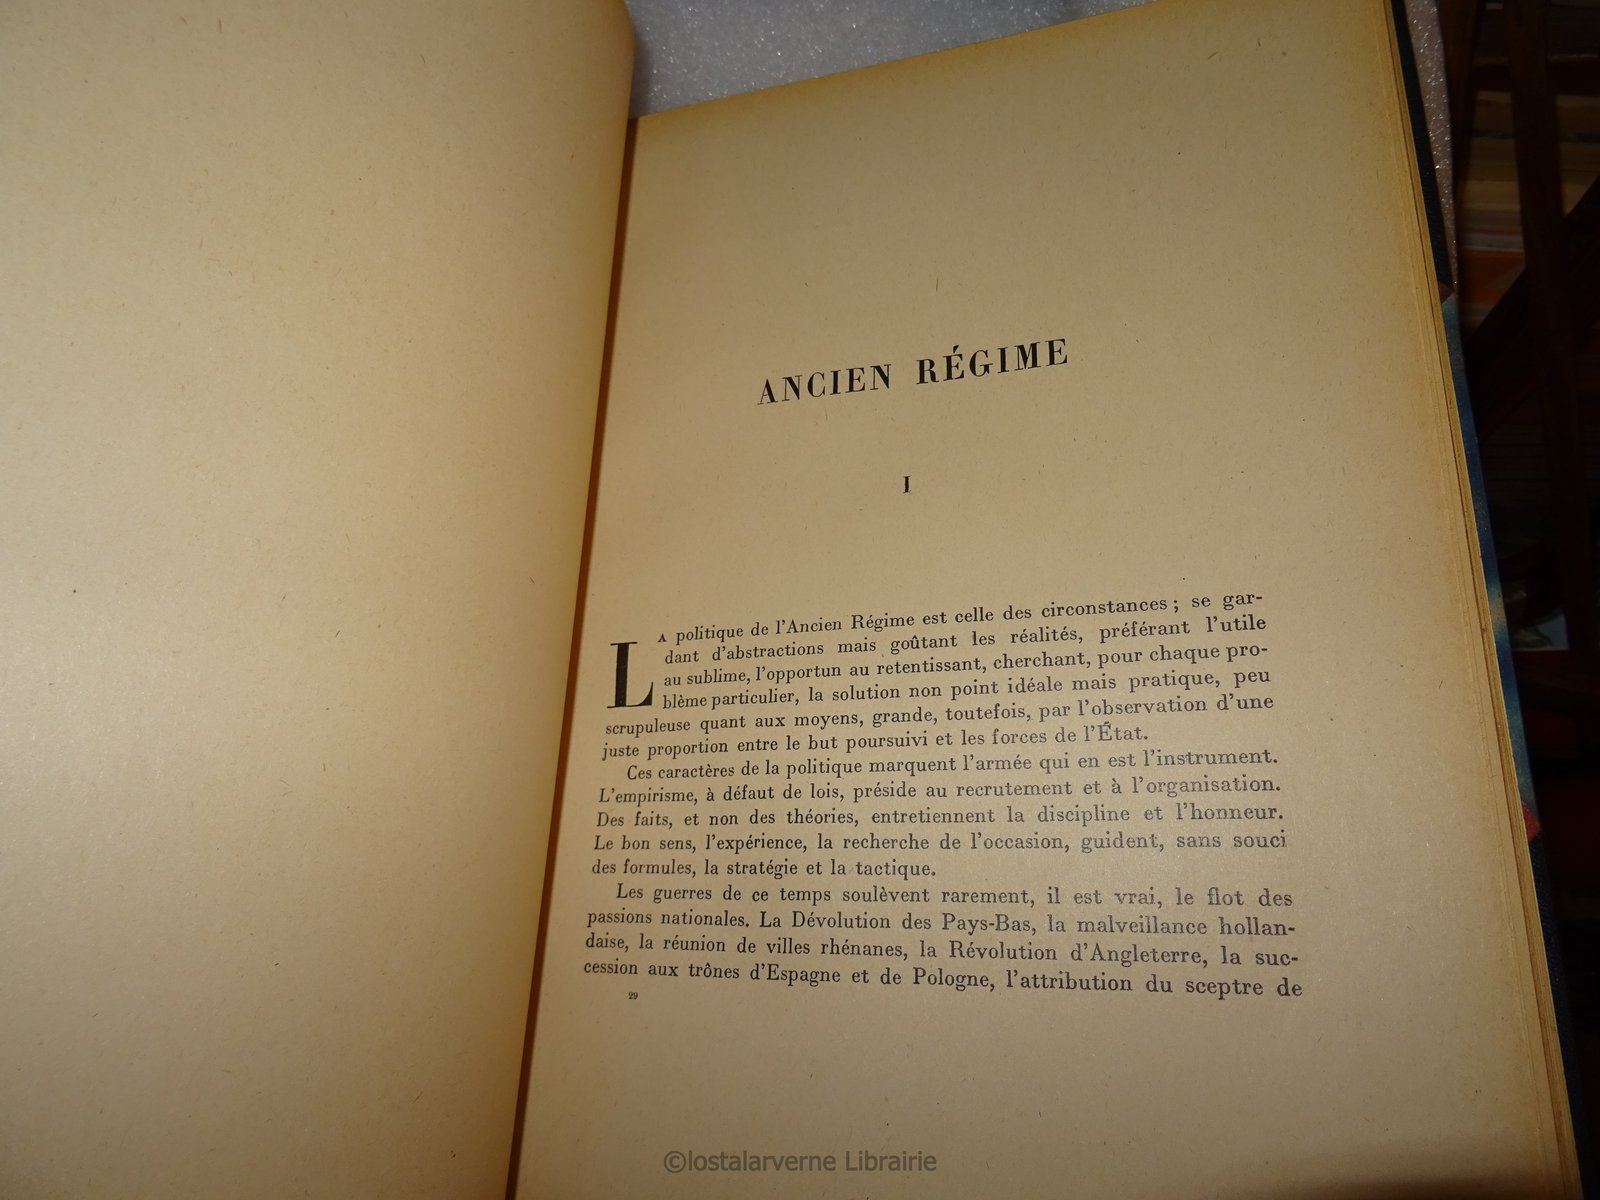 ANCIEN RÉGIME
I
LA politique de l'Ancien Régime est celle des circonstances ; se gar-
dant d'abstractions mais goûtant les réalités, préférant l'utile
au sublime, l'opportun au retentissant, cherchant, pour chaque pro-
blème particulier, la solution non point idéale mais pratique, peu
scrupuleuse quant aux moyens, grande, toutefois, par l'observation d'une
juste proportion entre le but poursuivi et les forces de l'État.
Ces caractères de la politique marquent l'armée qui en est l'instrument.
L'empirisme, à défaut de lois, préside au recrutement et à l'organisation.
Des faits, et non des théories, entretiennent la discipline et l'honneur.
Le bon sens, l'expérience, la recherche de l'occasion, guident, sans souci
des formules, la stratégie et la tactique.
Les guerres de ce temps soulèvent rarement, il est vrai, le flot des
passions nationales. La Dévolution des Pays-Bas, la malveillance hollan-
daise, la réunion de villes rhénanes, la Révolution d'Angleterre, la suc-
cession aux trônes d'Espagne et de Pologne, l'attribution du sceptre de
29
©lostalarverne Librairie